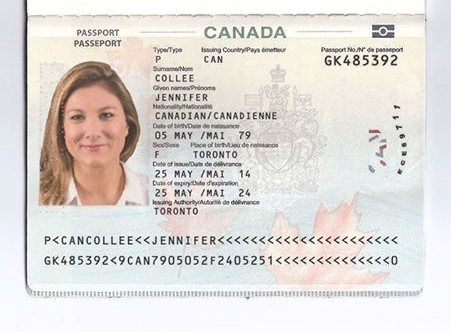 PASSPORT
PASSEPORT
CANADA
Type/Type Issuing Country/Pays émetteur Passport No./N° de passeport
P CAN GK485392
Surname/Nom
COLLEE
Given names/Prénoms
JENNIFER
Nationality/Nationalité
CANADIAN/CANADIENNE
Date of birth/Date de naissance
05 MAY /MAI 79
Sex/Sexe Place of birth/Lieu de naissance
F TORONTO
Date of issue/Date de délivrance
25 MAY /MAI 14
Date of expiry/Date d'expiration
25 MAY /MAI 24
Issuing Authority/Autorité de délivrance
TORONTO
P<CANCOLLEE<<JENNIFER<<<<<<<<<<<<<<<<<<<<<<<
GK485392<9CAN7905052F2405251<<<<<<<<<<<<<<<0